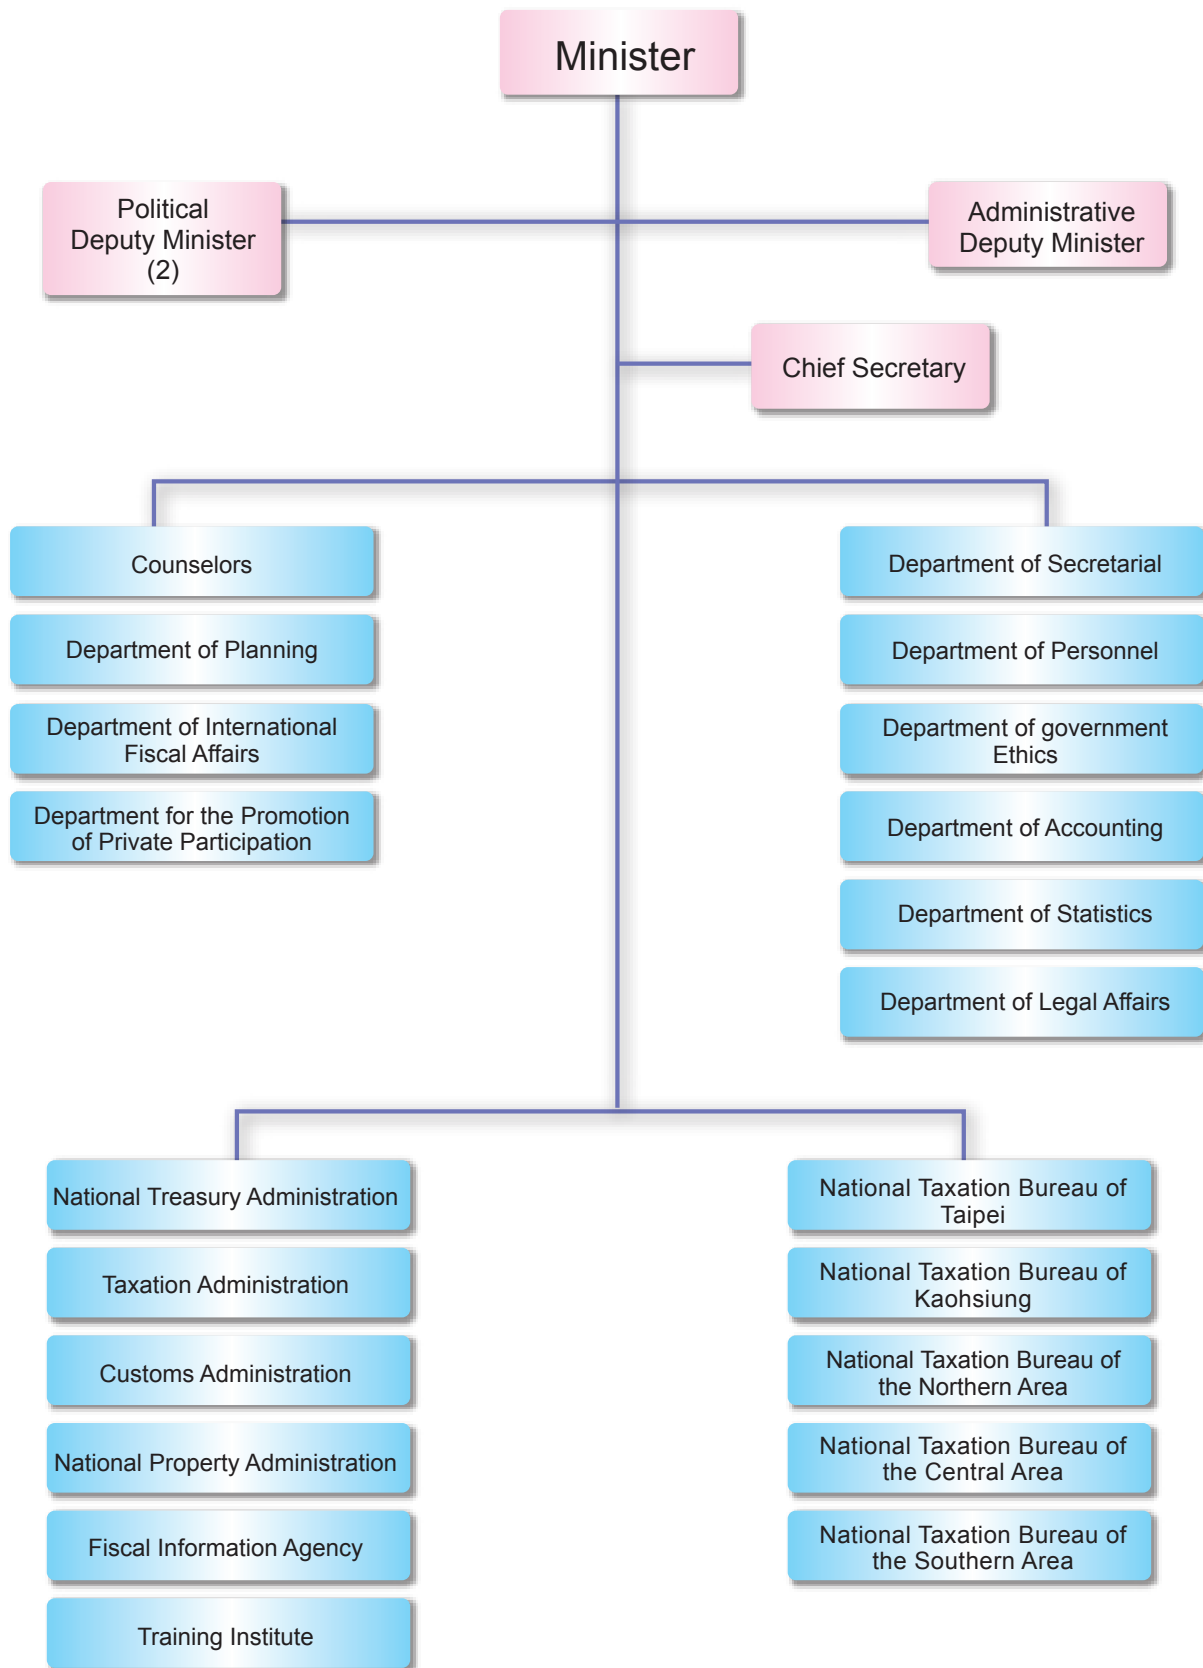 Minister
Political
Deputy Minister
(2)
Administrative
Deputy Minister
Chief Secretary
Counselors
Department of Planning
Department of International
Fiscal Affairs
Department for the Promotion
of Private Participation
Department of Secretarial
Department of Personnel
Department of government
Ethics
Department of Accounting
Department of Statistics
Department of Legal Affairs
National Treasury Administration
Taxation Administration
Customs Administration
National Property Administration
Fiscal Information Agency
Training Institute
National Taxation Bureau of
Taipei
National Taxation Bureau of
Kaohsiung
National Taxation Bureau of
the Northern Area
National Taxation Bureau of
the Central Area
National Taxation Bureau of
the Southern Area